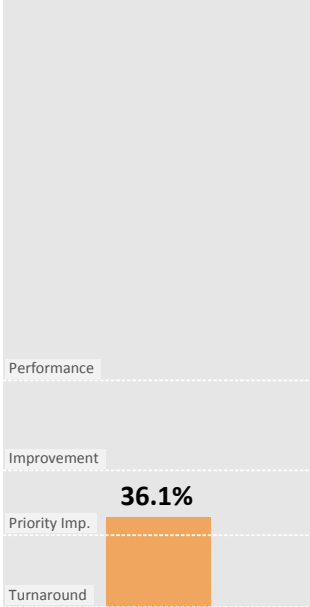 Performance
Improvement
36.1%
Priority Imp.
Turnaround